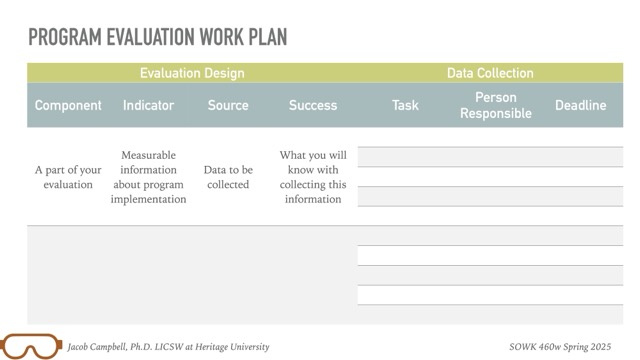 PROGRAM EVALUATION WORK PLAN
Evaluation Design
Data Collection
Component
Indicator
Source
Success
Task
Person
Responsible
Deadline
A part of your
evaluation
Measurable
information
about program
implementation
Data to be
collected
What you will
know with
collecting this
information
Jacob Campbell, Ph.D. LICSW at Heritage University
SOWK 460w Spring 2025